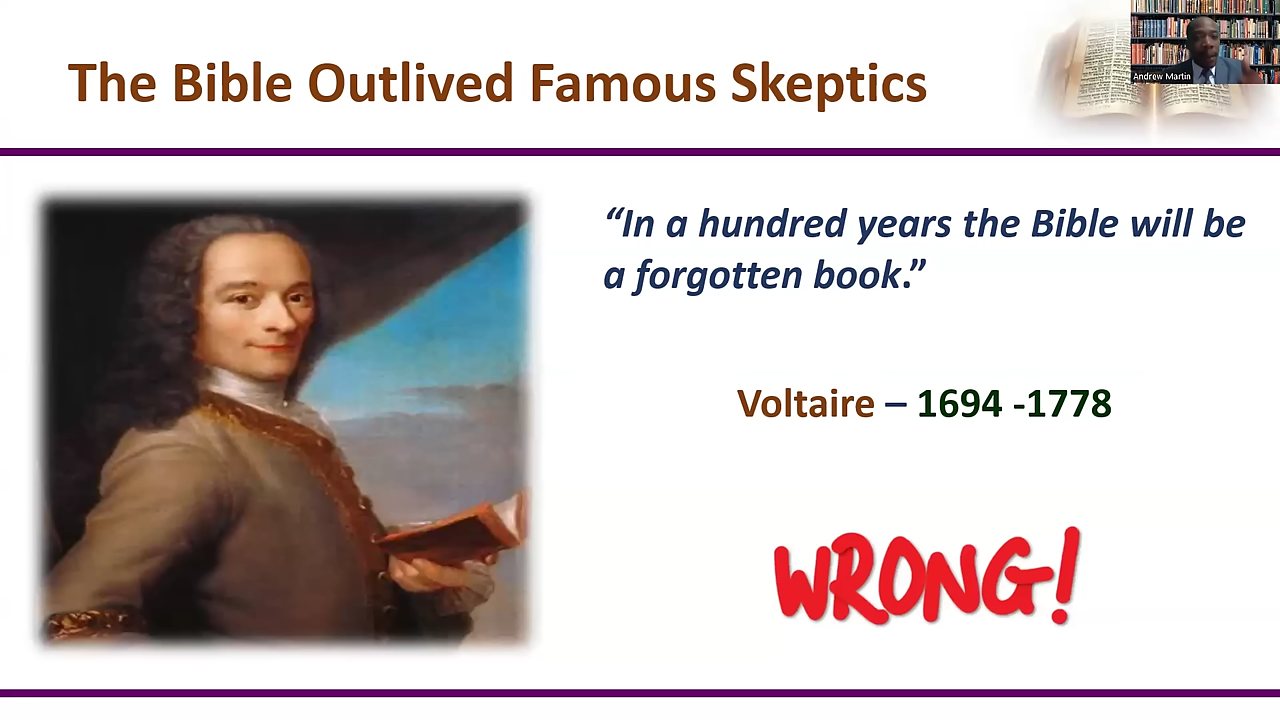 The Bible Outlived Famous Skeptics
Andrew Martin
“In a hundred years the Bible will be
a forgotten book.”
Voltaire – 1694 -1778
WRONG!